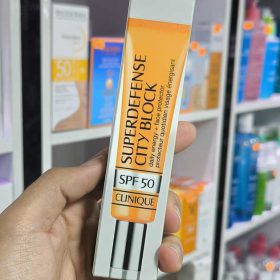 SUPERDEFENSE
CITY BLOCK
daily energy + face protector
protecteur quotidien visage énergisant
SPF 50
CLINIQUE
50